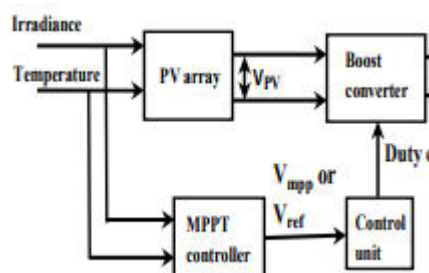 Irradiance
Temperature
PV array
VPV
Boost
converter
Duty
Vmpp or
Vref
MPPT
controller
Control
unit